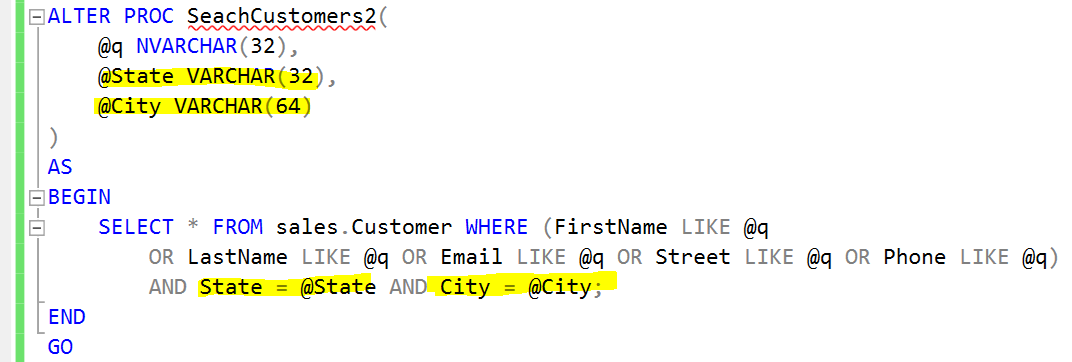 ALTER PROC SeachCustomers2(
@q NVARCHAR(32),
@State VARCHAR(32),
@City VARCHAR(64)
)
AS
BEGIN
SELECT * FROM sales.Customer WHERE (FirstName LIKE @q
OR LastName LIKE @q OR Email LIKE @q OR Street LIKE @q OR Phone LIKE @q)
AND State = @State AND City = @City;
END
GO